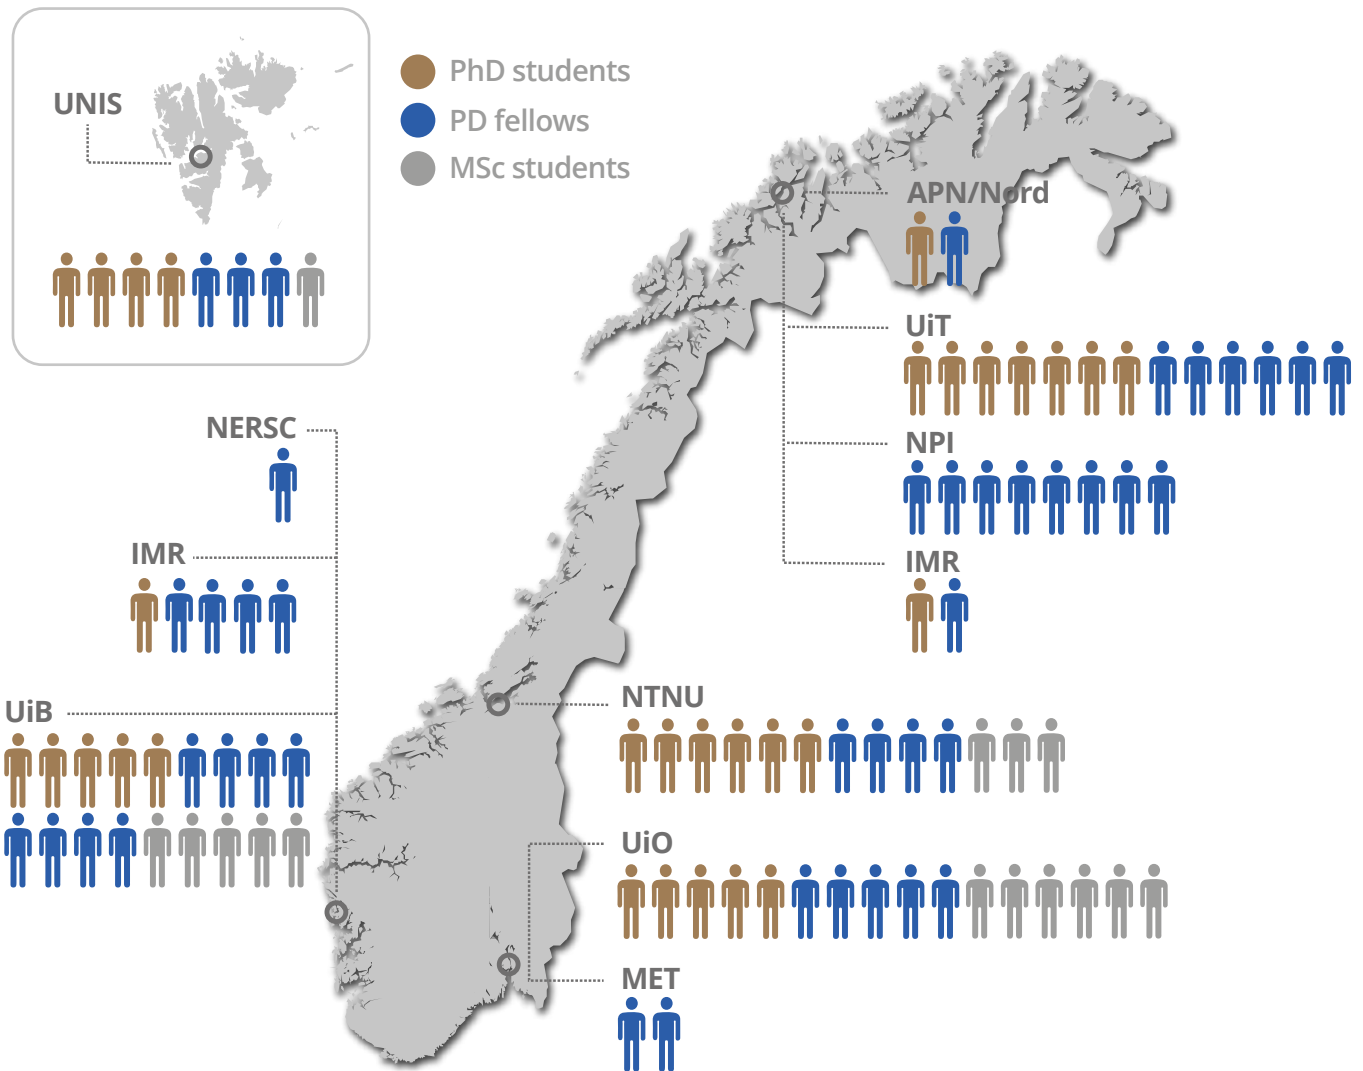 UNIS
PhD students
PD fellows
MSc students
APN/Nord
UiT
NPI
IMR
NERSC
IMR
UiB
NTNU
UiO
MET